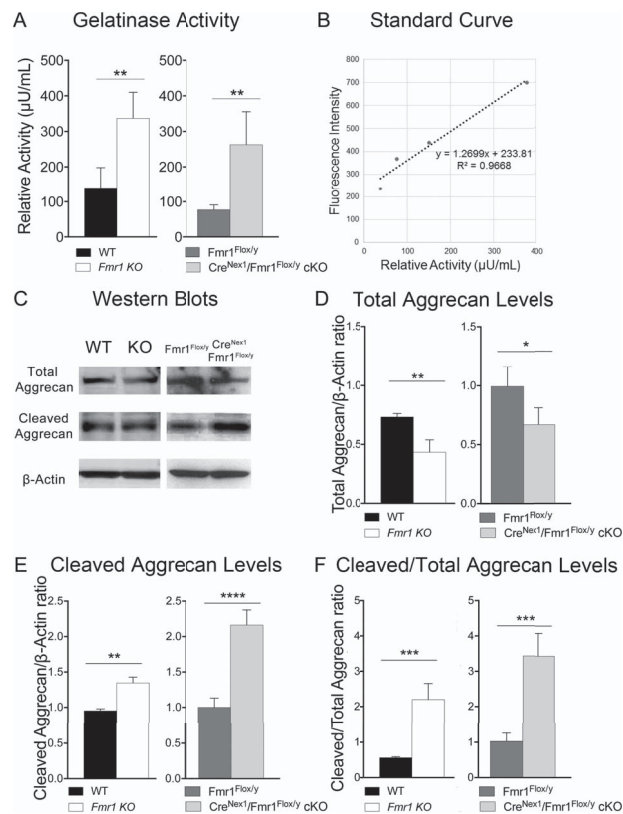 A Gelatinase Activity
Relative Activity (µU/mL)
500
400
300
200
100
0
**
500
400
300
200
100
0
**
WT
Fmr1 KO
Fmr1Flox/y
CreNex1/Fmr1Flox/y cKO
B Standard Curve
Fluorescence Intensity
800
700
600
500
400
300
200
100
0
y = 1.2699x + 233.81
R² = 0.9668
0 100 200 300 400
Relative Activity (µU/mL)
C Western Blots
WT KO Fmr1Flox/y CreNex1
Fmr1Flox/y
Total
Aggrecan
Cleaved
Aggrecan
β-Actin
D Total Aggrecan Levels
Total Aggrecan/β-Actin ratio
1.5
1.0
0.5
0.0
**
1.5
1.0
0.5
0.0
*
WT
Fmr1 KO
Fmr1Flox/y
CreNex1/Fmr1Flox/y cKO
E Cleaved Aggrecan Levels
Cleaved Aggrecan/β-Actin ratio
2.5
2.0
1.5
1.0
0.5
0.0
**
2.5
2.0
1.5
1.0
0.5
0.0
****
WT
Fmr1 KO
Fmr1Flox/y
CreNex1/Fmr1Flox/y cKO
F Cleaved/Total Aggrecan Levels
Cleaved/Total Aggrecan ratio
5
4
3
2
1
0
***
5
4
3
2
1
0
***
WT
Fmr1 KO
Fmr1Flox/y
CreNex1/Fmr1Flox/y cKO